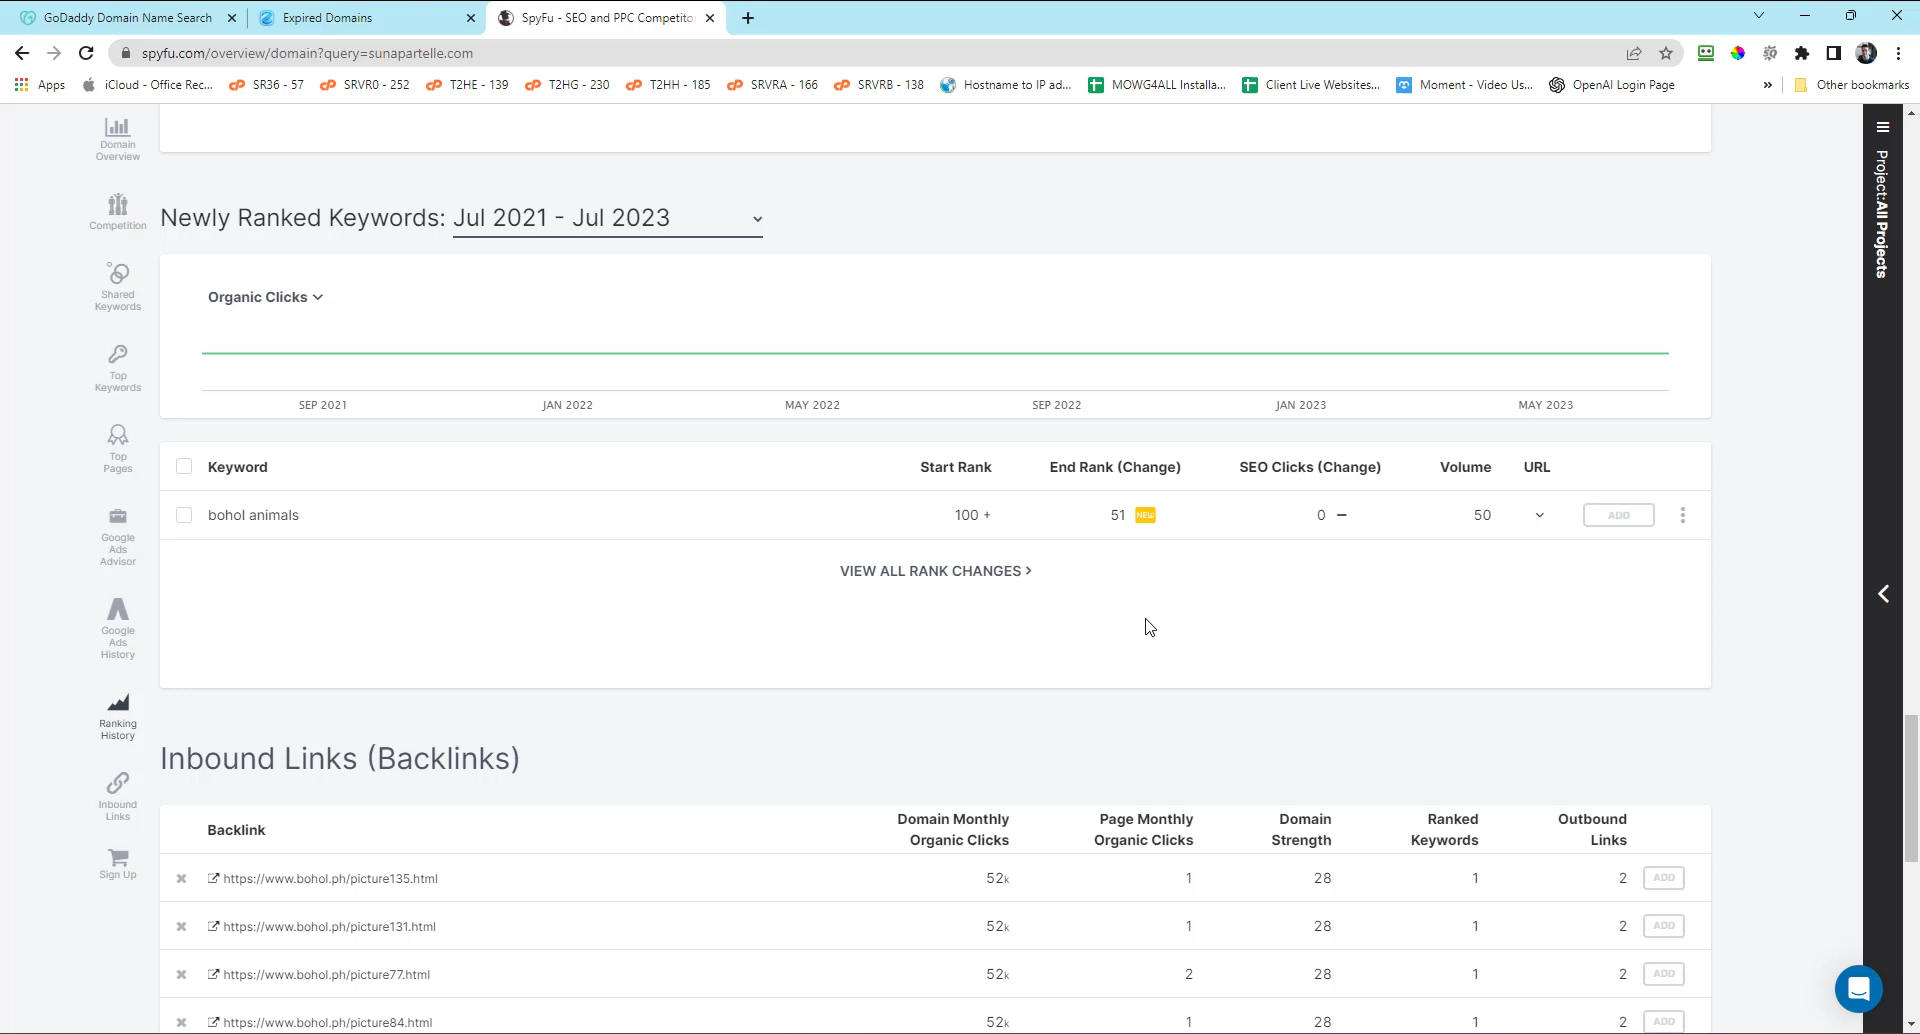 GoDaddy Domain Name Search
Expired Domains
SpyFu - SEO and PPC Competito
spyfu.com/overview/domain?query=sunapartelle.com
Apps
iCloud - Office Rec...
SR36 - 57
SRVR0 - 252
T2HE - 139
T2HG - 230
T2HH - 185
SRVRA - 166
SRVRB - 138
Hostname to IP ad...
MOWG4ALL Installa...
Client Live Websites...
Moment - Video Us...
OpenAI Login Page
»
Other bookmarks
Domain
Overview
Competition
Shared
Keywords
Top
Keywords
Top
Pages
Google
Ads
Advisor
Google
Ads
History
Ranking
History
Inbound
Links
Sign Up
Project:All Projects
Newly Ranked Keywords: Jul 2021 - Jul 2023
Organic Clicks
SEP 2021 JAN 2022 MAY 2022 SEP 2022 JAN 2023 MAY 2023
Keyword Start Rank End Rank (Change) SEO Clicks (Change) Volume URL
bohol animals 100 + 51 NEW 0 – 50 ADD
VIEW ALL RANK CHANGES >
Inbound Links (Backlinks)
Backlink
Domain Monthly
Organic Clicks
Page Monthly
Organic Clicks
Domain
Strength
Ranked
Keywords
Outbound
Links
https://www.bohol.ph/picture135.html 52k 1 28 1 2 ADD
https://www.bohol.ph/picture131.html 52k 1 28 1 2 ADD
https://www.bohol.ph/picture77.html 52k 2 28 1 2 ADD
https://www.bohol.ph/picture84.html 52k 1 28 1 2 ADD